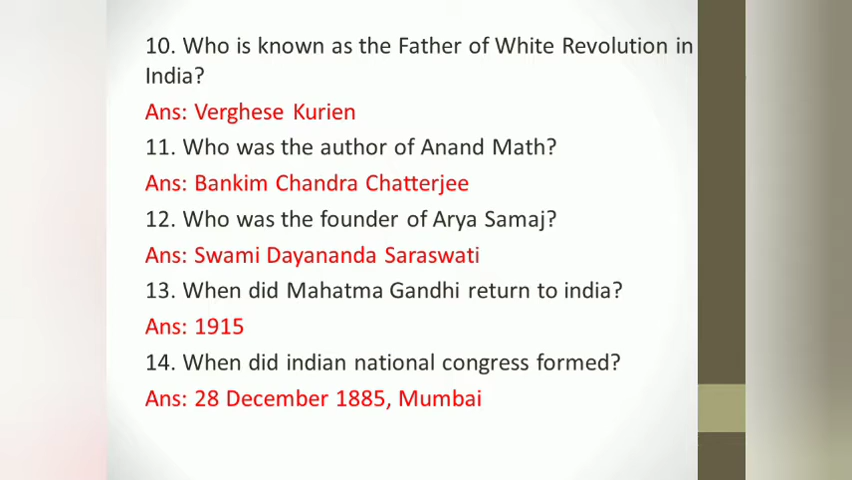 10. Who is known as the Father of White Revolution in
India?
Ans: Verghese Kurien
11. Who was the author of Anand Math?
Ans: Bankim Chandra Chatterjee
12. Who was the founder of Arya Samaj?
Ans: Swami Dayananda Saraswati
13. When did Mahatma Gandhi return to india?
Ans: 1915
14. When did indian national congress formed?
Ans: 28 December 1885, Mumbai